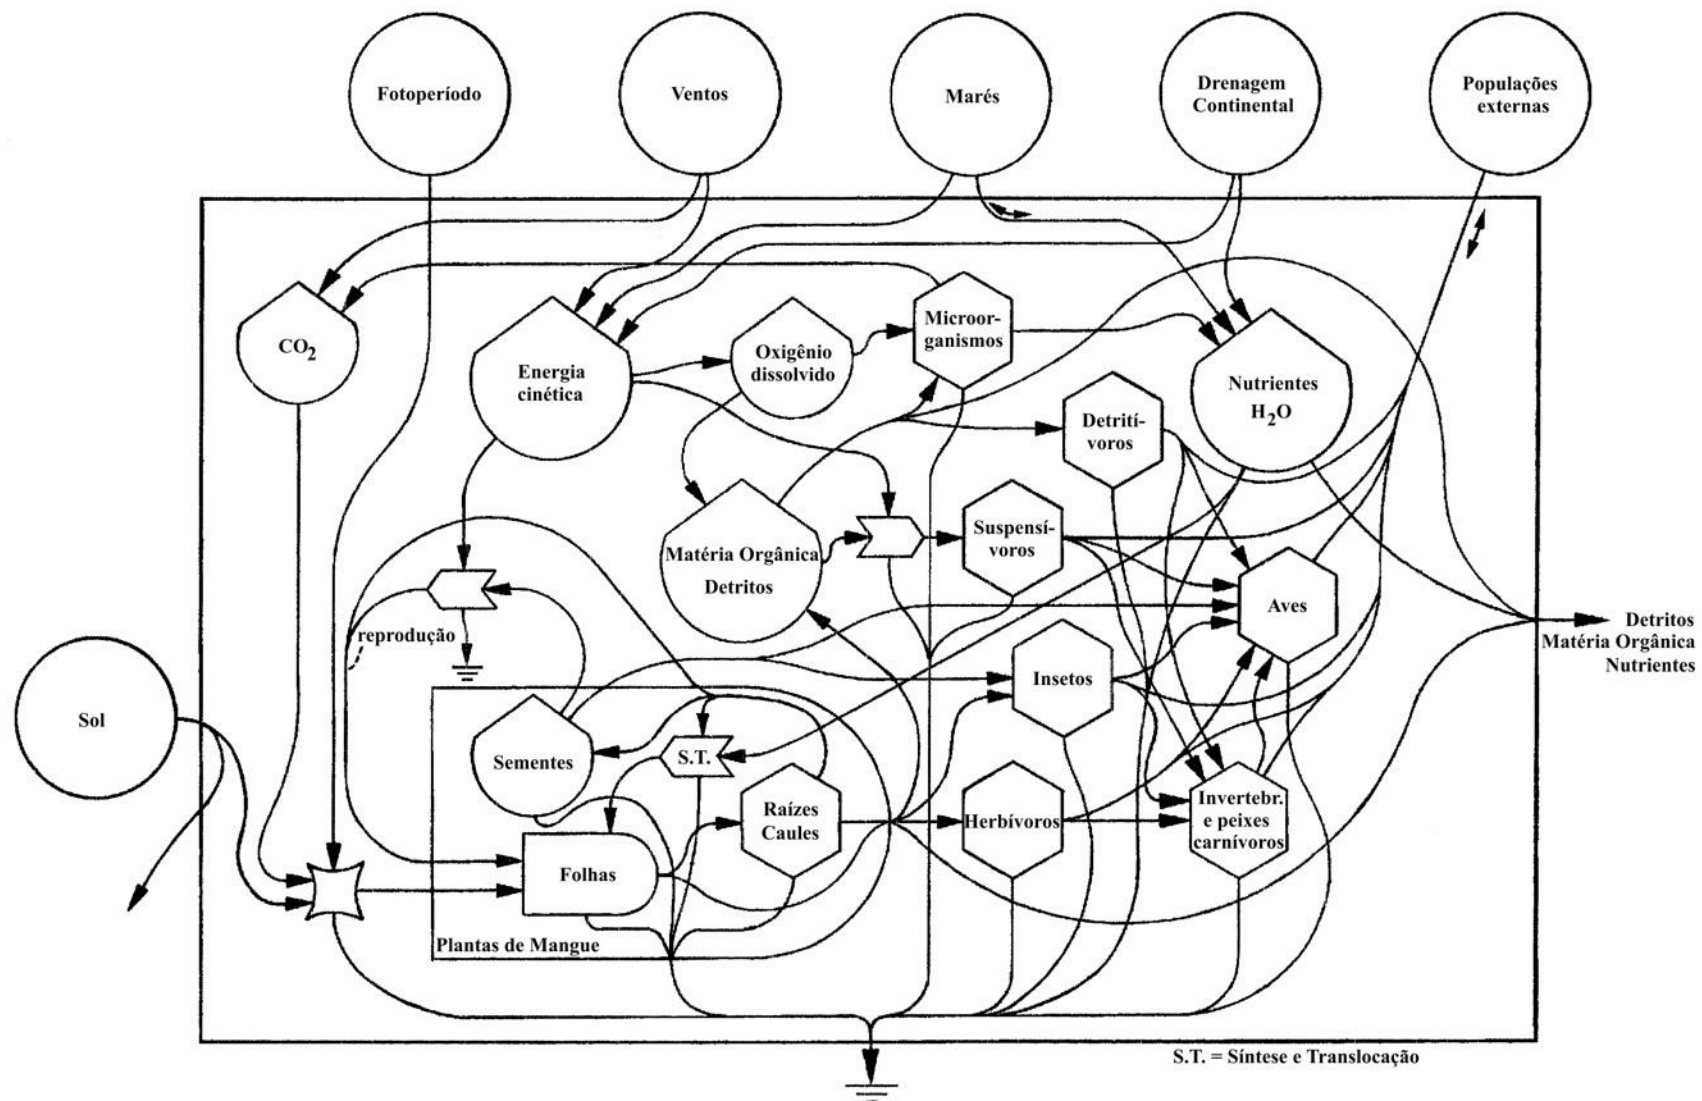 Fotoperíodo
Ventos
Marés
Drenagem
Continental
Populações
externas
CO2
Energia
cinética
Oxigênio
dissolvido
Microor-
ganismos
Nutrientes
H2O
Detrití-
voros
Matéria Orgânica
Detritos
Suspensí-
voros
Aves
reprodução
Detritos
Matéria Orgânica
Nutrientes
Sol
Sementes
S.T.
Insetos
Raízes
Caules
Herbívoros
Invertebr.
e peixes
carnívoros
Folhas
Plantas de Mangue
S.T. = Síntese e Translocação